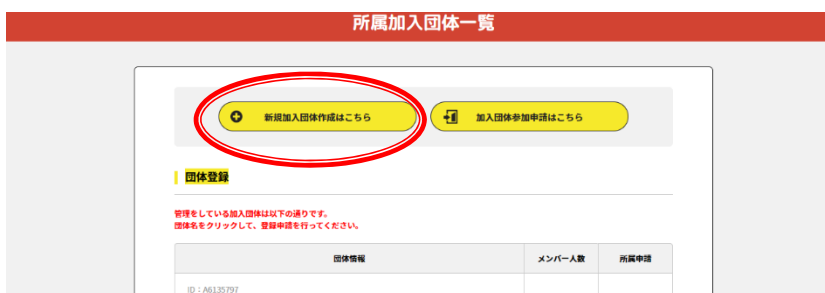 所属加入団体一覧
新規加入団体作成はこちら
加入団体参加申請はこちら
団体登録
管理をしている加入団体は以下の通りです。
団体名をクリックして、登録申請を行ってください。
団体情報 メンバー人数 所属申請
ID：A6135797